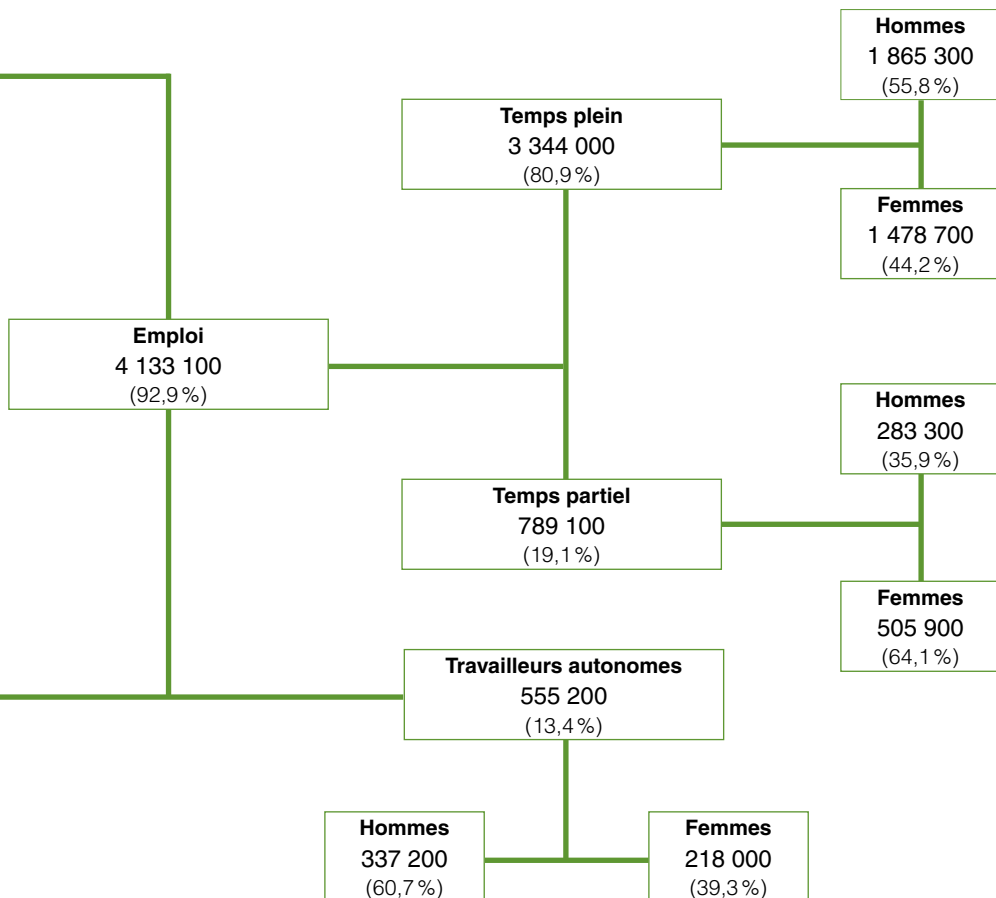 Hommes
1 865 300
(55,8 %)
Temps plein
3 344 000
(80,9 %)
Femmes
1 478 700
(44,2 %)
Emploi
4 133 100
(92,9 %)
Hommes
283 300
(35,9 %)
Temps partiel
789 100
(19,1 %)
Femmes
505 900
(64,1 %)
Travailleurs autonomes
555 200
(13,4 %)
Hommes
337 200
(60,7 %)
Femmes
218 000
(39,3 %)